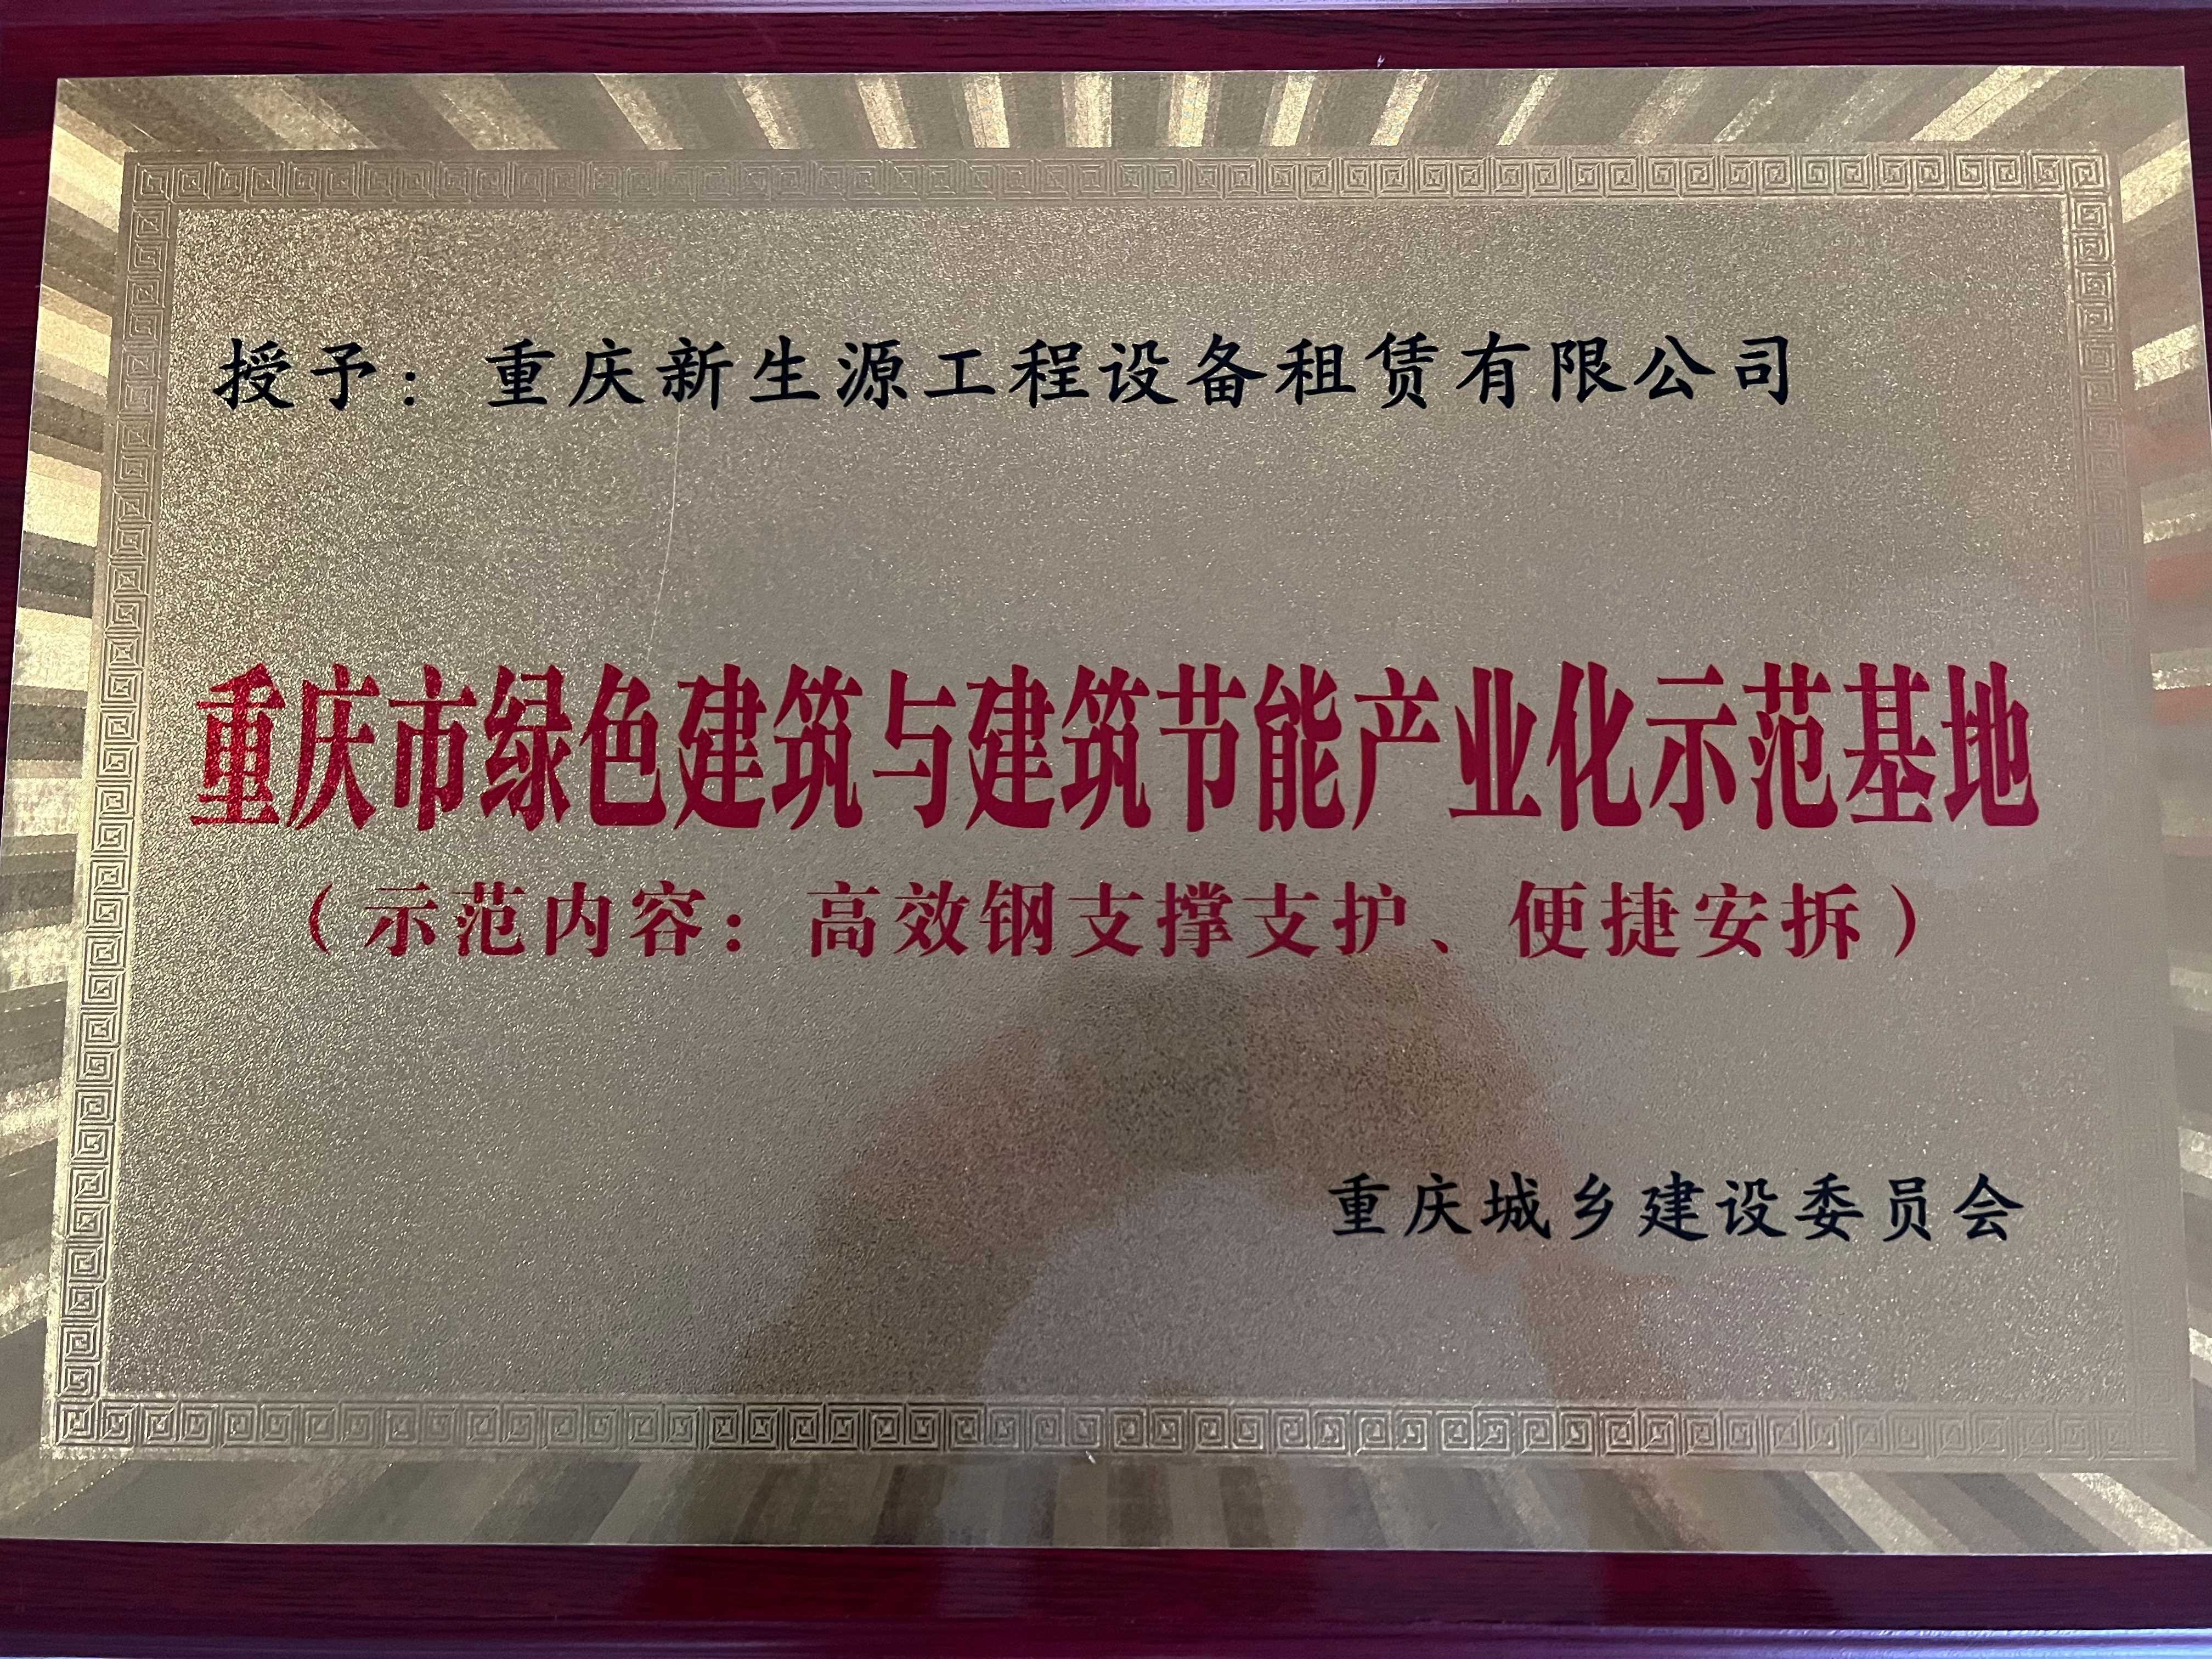 授予：重庆新生源工程设备租赁有限公司
重庆市绿色建筑与建筑节能产业化示范基地
（示范内容：高效钢支撑支护、便捷安拆）
重庆城乡建设委员会